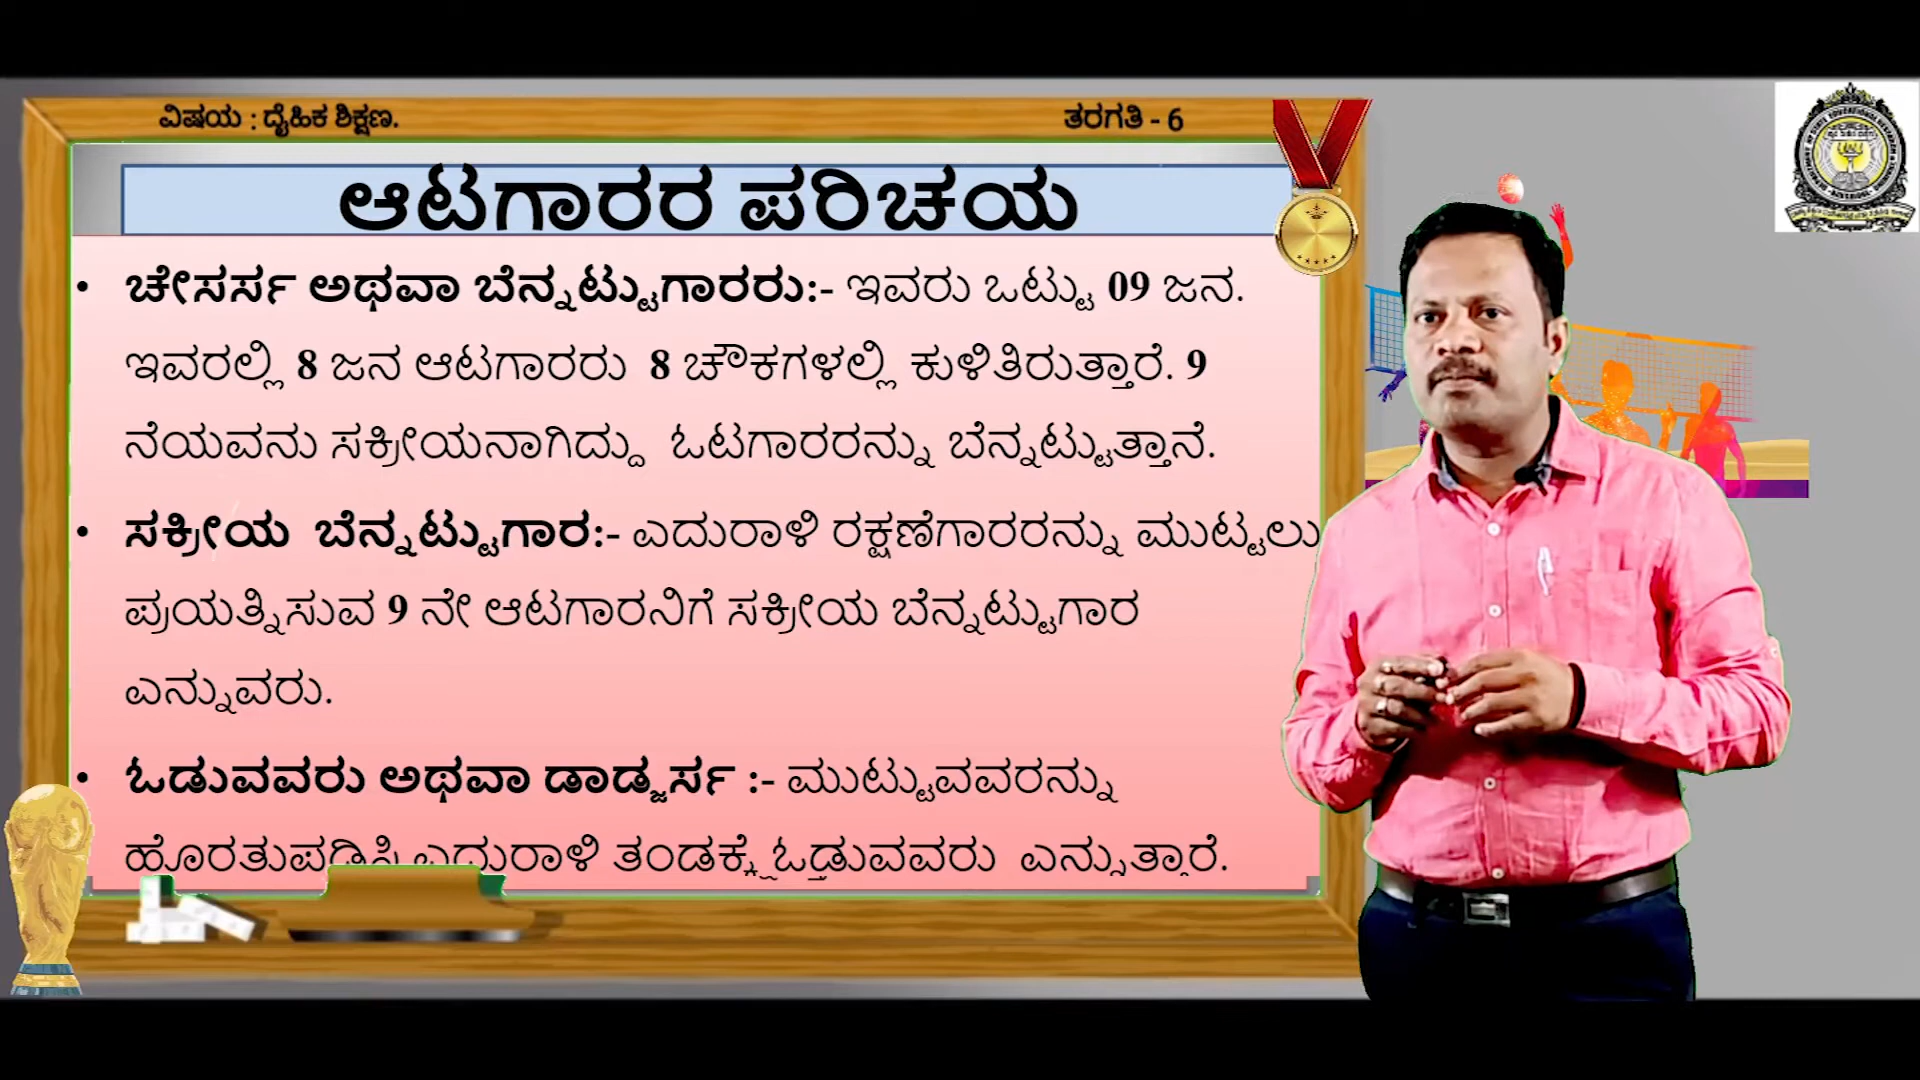 ವಿಷಯ : ದೈಹಿಕ ಶಿಕ್ಷಣ.
ತರಗತಿ - 6
ಆಟಗಾರರ ಪರಿಚಯ
• ಚೇಸರ್ಸ ಅಥವಾ ಬೆನ್ನಟ್ಟುಗಾರರು:- ಇವರು ಒಟ್ಟು 09 ಜನ.
ಇವರಲ್ಲಿ 8 ಜನ ಆಟಗಾರರು 8 ಚೌಕಗಳಲ್ಲಿ ಕುಳಿತಿರುತ್ತಾರೆ. 9
ನೆಯವನು ಸಕ್ರೀಯನಾಗಿದ್ದು ಓಟಗಾರರನ್ನು ಬೆನ್ನಟ್ಟುತ್ತಾನೆ.
• ಸಕ್ರೀಯ ಬೆನ್ನಟ್ಟುಗಾರ:- ಎದುರಾಳಿ ರಕ್ಷಣೆಗಾರರನ್ನು ಮುಟ್ಟಲು
ಪ್ರಯತ್ನಿಸುವ 9 ನೇ ಆಟಗಾರನಿಗೆ ಸಕ್ರೀಯ ಬೆನ್ನಟ್ಟುಗಾರ
ಎನ್ನುವರು.
• ಓಡುವವರು ಅಥವಾ ಡಾಡ್ಜರ್ಸ :- ಮುಟ್ಟುವವರನ್ನು
ಹೊರತುಪಡಿಸಿ ಎದುರಾಳಿ ತಂಡಕ್ಕೆ ಓಡುವವರು ಎನ್ನುತ್ತಾರೆ.